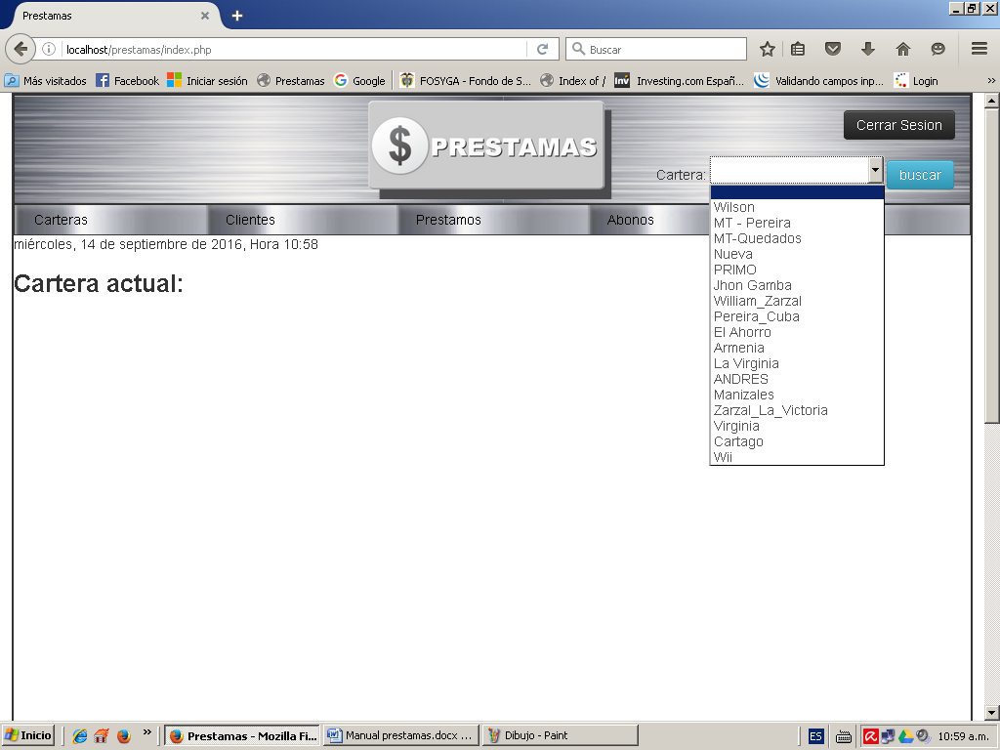 Prestamas
localhost/prestamas/index.php
Buscar
Más visitados Facebook Iniciar sesión Prestamas Google FOSYGA - Fondo de S... Index of / Investing.com Españ... Validando campos inp... Login »
$ PRESTAMAS
Cerrar Sesion
Cartera: buscar
Carteras Clientes Prestamos Abonos
miércoles, 14 de septiembre de 2016, Hora 10:58
Cartera actual:
Wilson
MT - Pereira
MT-Quedados
Nueva
PRIMO
Jhon Gamba
William_Zarzal
Pereira_Cuba
El Ahorro
Armenia
La Virginia
ANDRES
Manizales
Zarzal_La_Victoria
Virginia
Cartago
Wii
Inicio » Prestamas - Mozilla Fi... Manual prestamas.docx ... Dibujo - Paint ES 10:59 a.m.